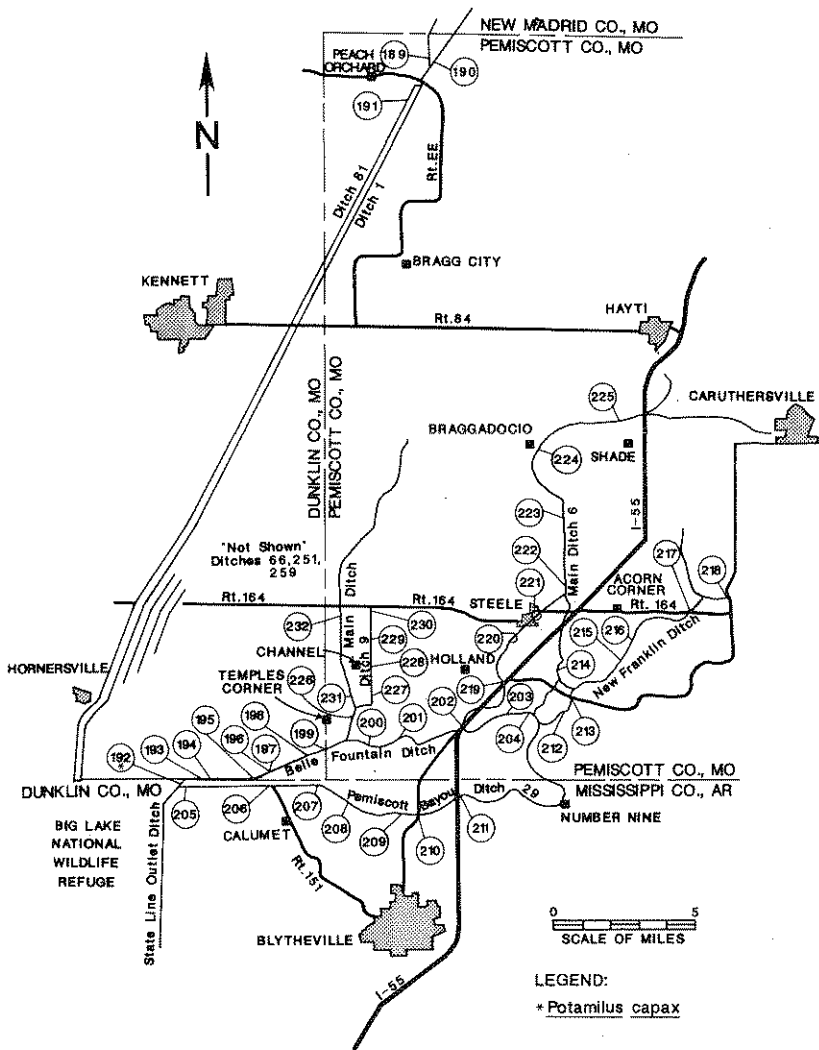 NEW MADRID CO., MO
PEMISCOTT CO., MO
PEACH
ORCHARD
189
190
191
N
Rt.EE
Ditch 81
Ditch 1
BRAGG CITY
KENNETT
HAYTI
Rt.84
DUNKLIN CO., MO
PEMISCOTT CO., MO
CARUTHERSVILLE
225
BRAGGADOCIO
224
SHADE
I-55
223
Main Ditch 6
"Not Shown"
Ditches 66,251,
259
222
217
218
221
ACORN
CORNER
Rt.164
STEELE
Rt. 164
232
Main Ditch
230
229
220
215
216
New Franklin Ditch
CHANNEL
Ditch 9
228
HOLLAND
214
HORNERSVILLE
TEMPLES
CORNER
226
231
227
219
203
213
212
204
202
201
200
199
198
197
196
195
194
193
192
*
Belle Fountain Ditch
DUNKLIN CO., MO
PEMISCOTT CO., MO
MISSISSIPPI CO., AR
Pemiscott Bayou Ditch 29
205
206
207
208
209
210
211
NUMBER NINE
BIG LAKE
NATIONAL
WILDLIFE
REFUGE
State Line Outlet Ditch
CALUMET
Rt.151
BLYTHEVILLE
I-55
0 5
SCALE OF MILES
LEGEND:
* Potamilus capax